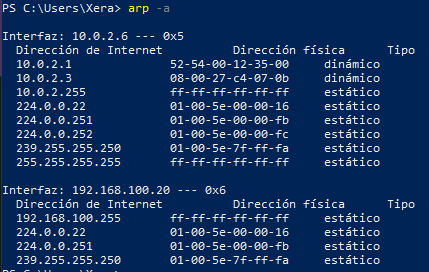 PS C:\Users\Xera> arp -a
Interfaz: 10.0.2.6 --- 0x5
Dirección de Internet Dirección física Tipo
10.0.2.1 52-54-00-12-35-00 dinámico
10.0.2.3 08-00-27-c4-07-0b dinámico
10.0.2.255 ff-ff-ff-ff-ff-ff estático
224.0.0.22 01-00-5e-00-00-16 estático
224.0.0.251 01-00-5e-00-00-fb estático
224.0.0.252 01-00-5e-00-00-fc estático
239.255.255.250 01-00-5e-7f-ff-fa estático
255.255.255.255 ff-ff-ff-ff-ff-ff estático
Interfaz: 192.168.100.20 --- 0x6
Dirección de Internet Dirección física Tipo
192.168.100.255 ff-ff-ff-ff-ff-ff estático
224.0.0.22 01-00-5e-00-00-16 estático
224.0.0.251 01-00-5e-00-00-fb estático
239.255.255.250 01-00-5e-7f-ff-fa estático
PS C:\Users\Xera>